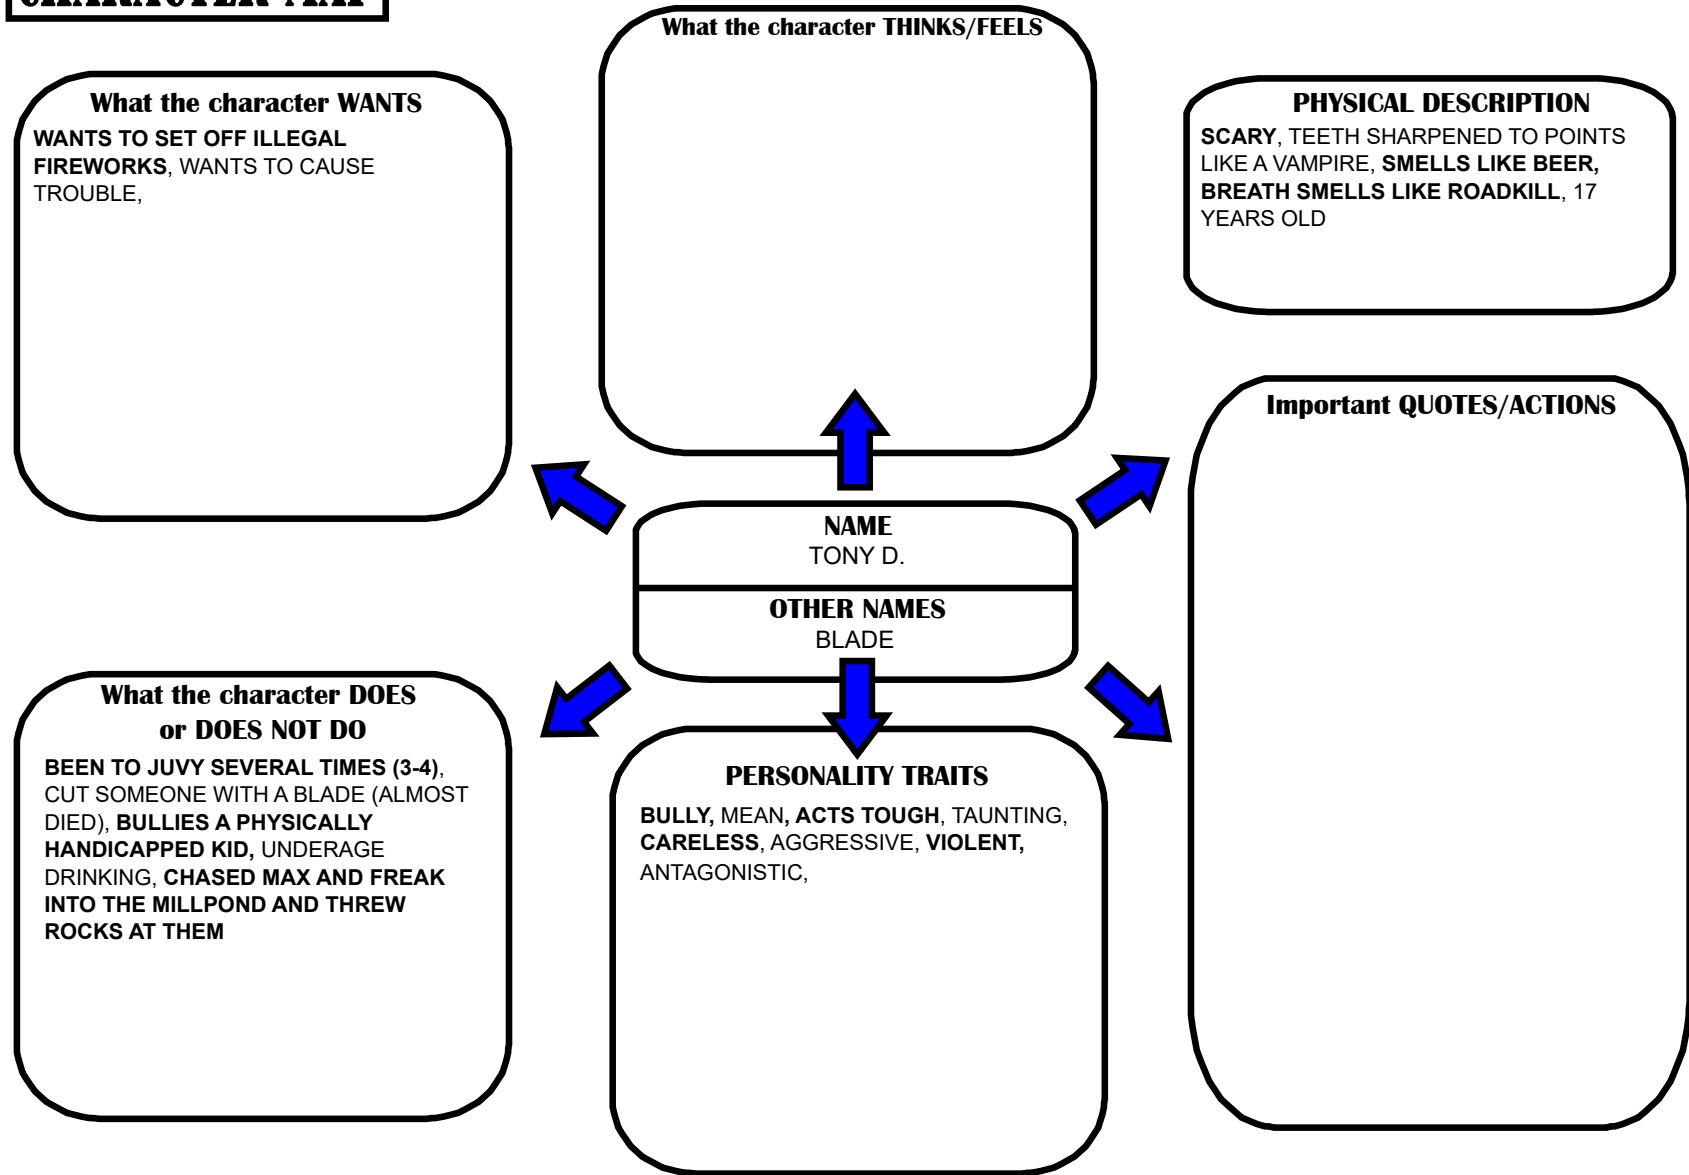 CHARACTER MAP
What the character THINKS/FEELS
What the character WANTS
WANTS TO SET OFF ILLEGAL
FIREWORKS, WANTS TO CAUSE
TROUBLE,
PHYSICAL DESCRIPTION
SCARY, TEETH SHARPENED TO POINTS
LIKE A VAMPIRE, SMELLS LIKE BEER,
BREATH SMELLS LIKE ROADKILL, 17
YEARS OLD
Important QUOTES/ACTIONS
NAME
TONY D.
OTHER NAMES
BLADE
What the character DOES
or DOES NOT DO
BEEN TO JUVY SEVERAL TIMES (3-4),
CUT SOMEONE WITH A BLADE (ALMOST
DIED), BULLIES A PHYSICALLY
HANDICAPPED KID, UNDERAGE
DRINKING, CHASED MAX AND FREAK
INTO THE MILLPOND AND THREW
ROCKS AT THEM
PERSONALITY TRAITS
BULLY, MEAN, ACTS TOUGH, TAUNTING,
CARELESS, AGGRESSIVE, VIOLENT,
ANTAGONISTIC,